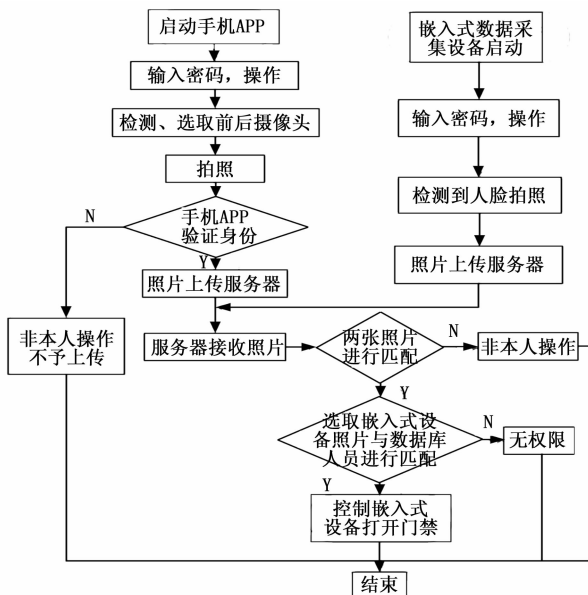 启动手机APP
嵌入式数据采
集设备启动
输入密码，操作
输入密码，操作
检测、选取前后摄像头
拍照
检测到人脸拍照
N
手机APP
验证身份
Y
照片上传服务器
照片上传服务器
非本人操作
不予上传
服务器接收照片
两张照片
进行匹配
N
非本人操作
Y
选取嵌入式设
备照片与数据库
人员进行匹配
N
无权限
Y
控制嵌入式
设备打开门禁
结束